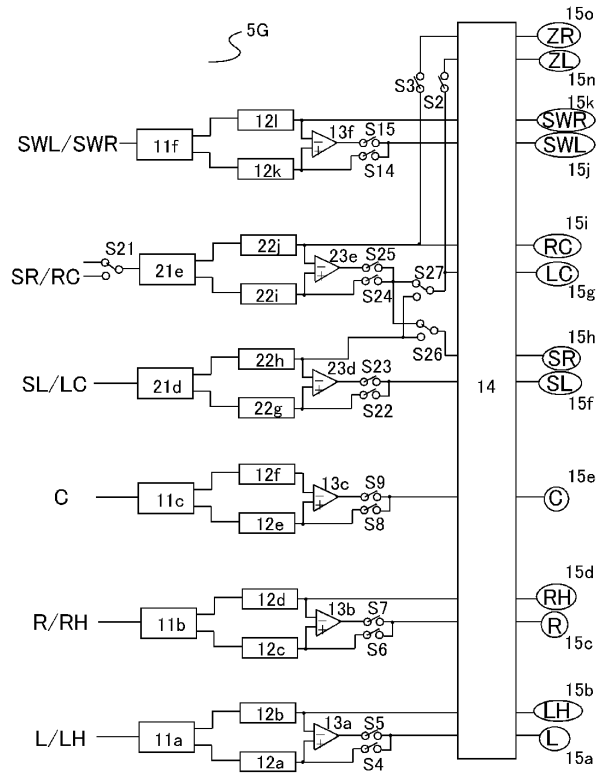 15o
5G
ZR
ZL
S3
S2
15n
15k
12l
13f
S15
SWR
SWL/SWR
11f
SWL
12k
S14
15j
15i
S21
22j
23e
S25
RC
SR/RC
21e
S27
LC
22i
S24
15g
15h
22h
S26
SR
SL/LC
21d
23d
S23
14
SL
22g
S22
15f
12f
13c
S9
15e
C
11c
C
12e
S8
15d
12d
13b
S7
RH
R/RH
11b
R
12c
S6
15c
15b
12b
13a
S5
LH
L/LH
11a
L
12a
S4
15a